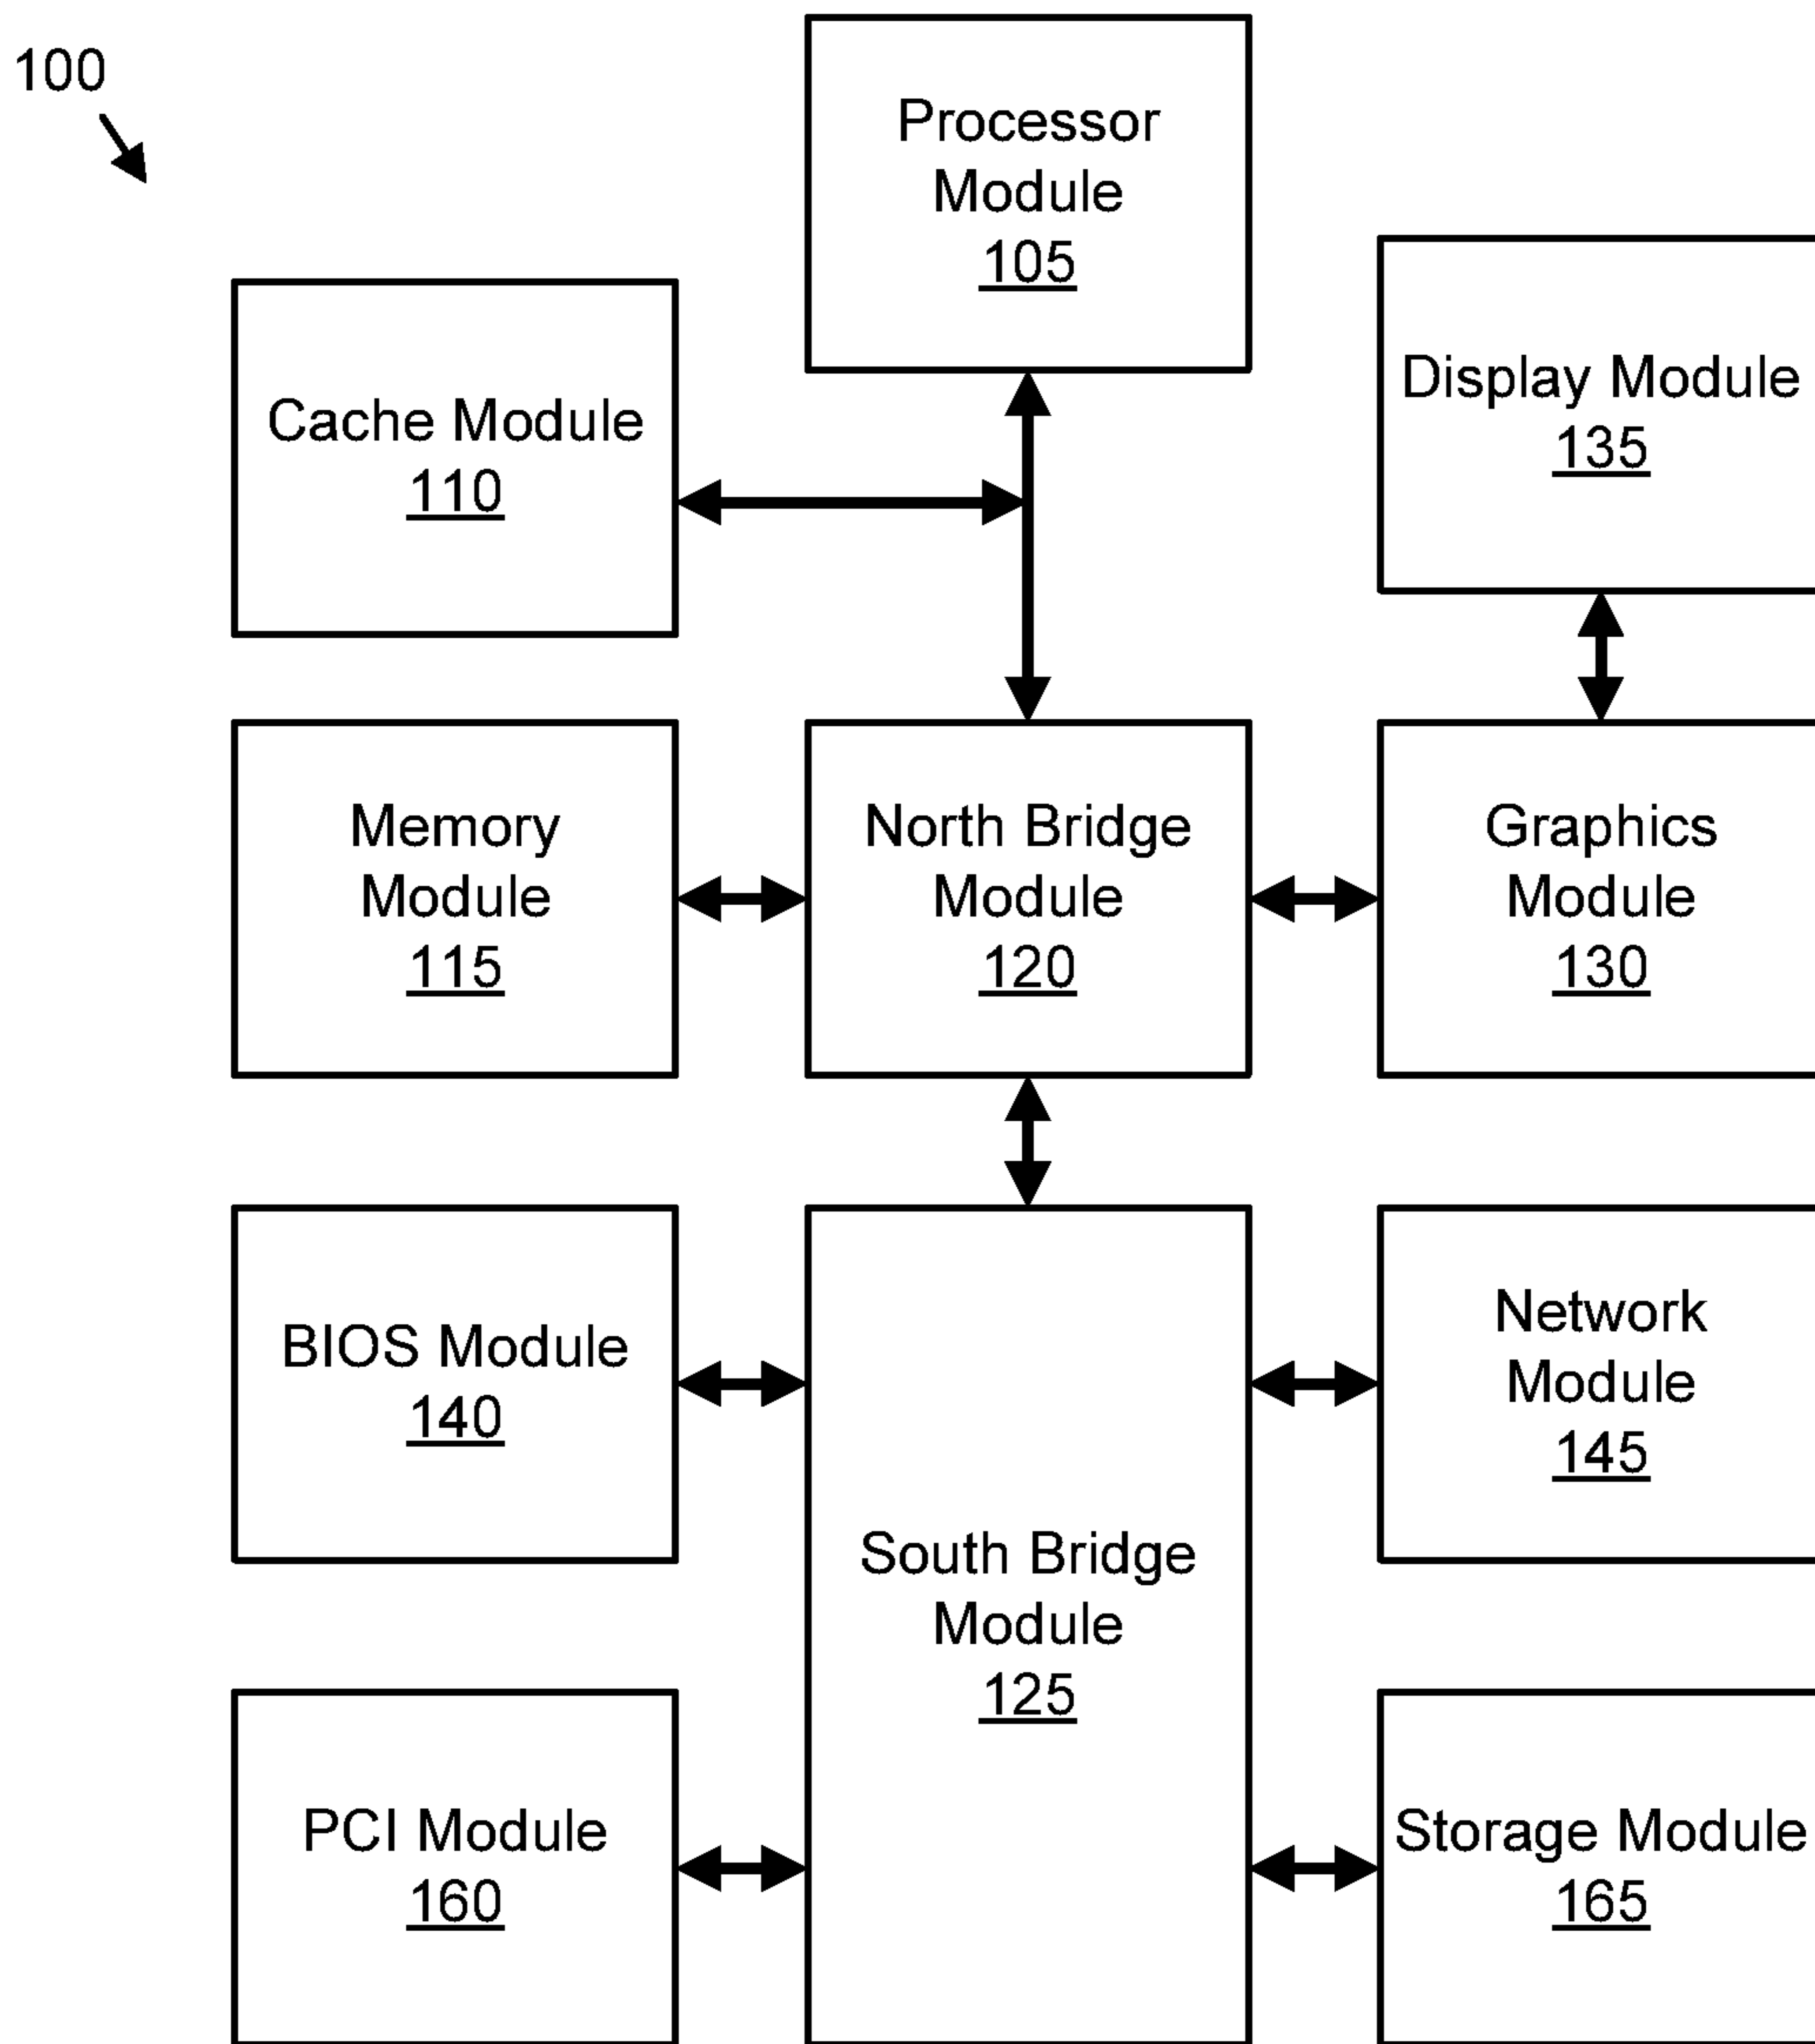 100
Processor
Module
105
Cache Module
110
Display Module
135
Memory
Module
115
North Bridge
Module
120
Graphics
Module
130
BIOS Module
140
South Bridge
Module
125
Network
Module
145
PCI Module
160
Storage Module
165